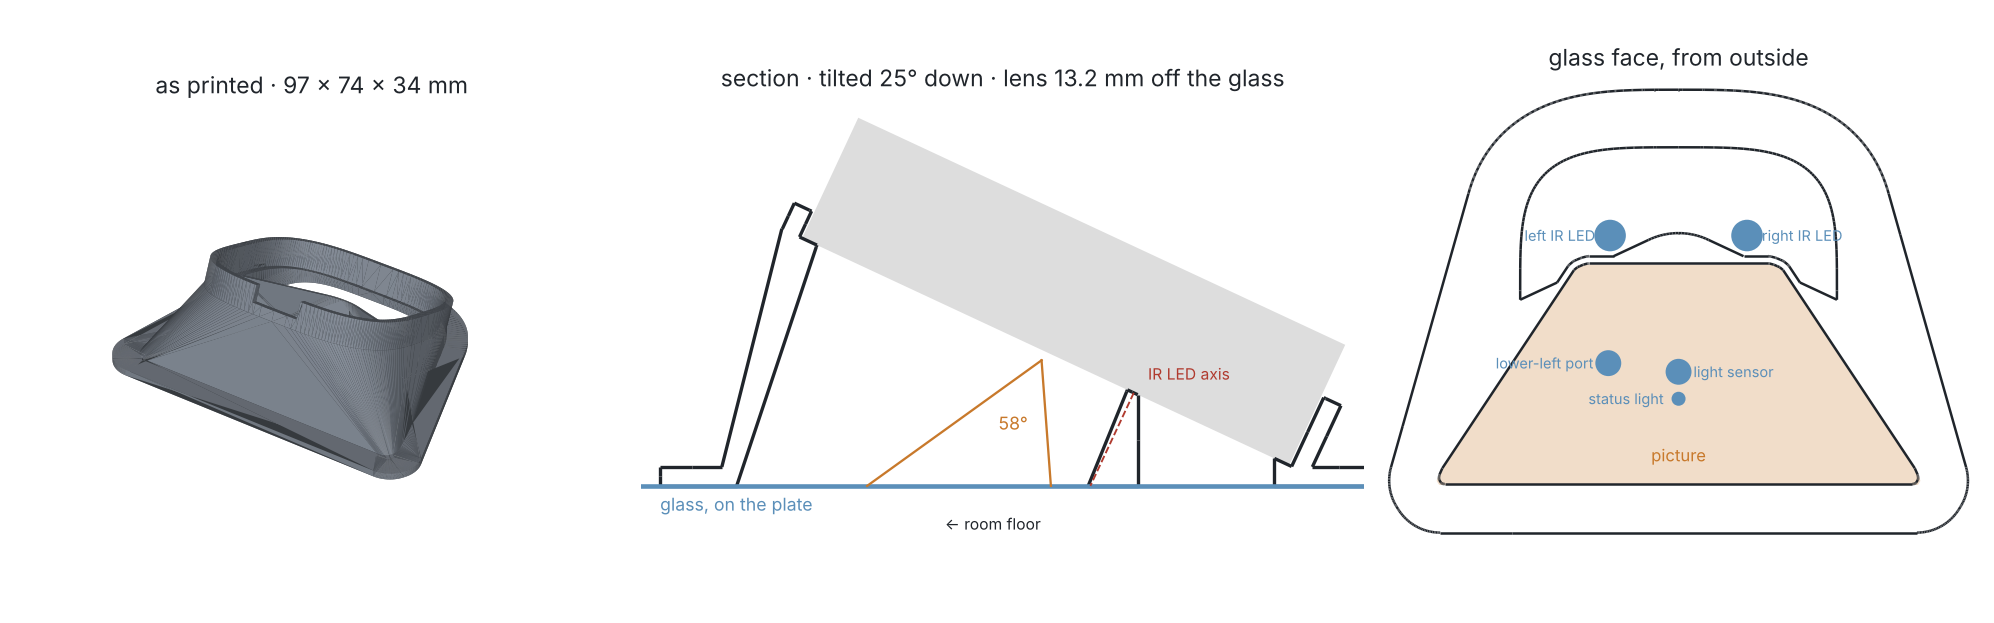 as printed · 97 × 74 × 34 mm
section · tilted 25° down · lens 13.2 mm off the glass
IR LED axis
58°
glass, on the plate
← room floor
glass face, from outside
left IR LED
right IR LED
lower-left port
light sensor
status light
picture